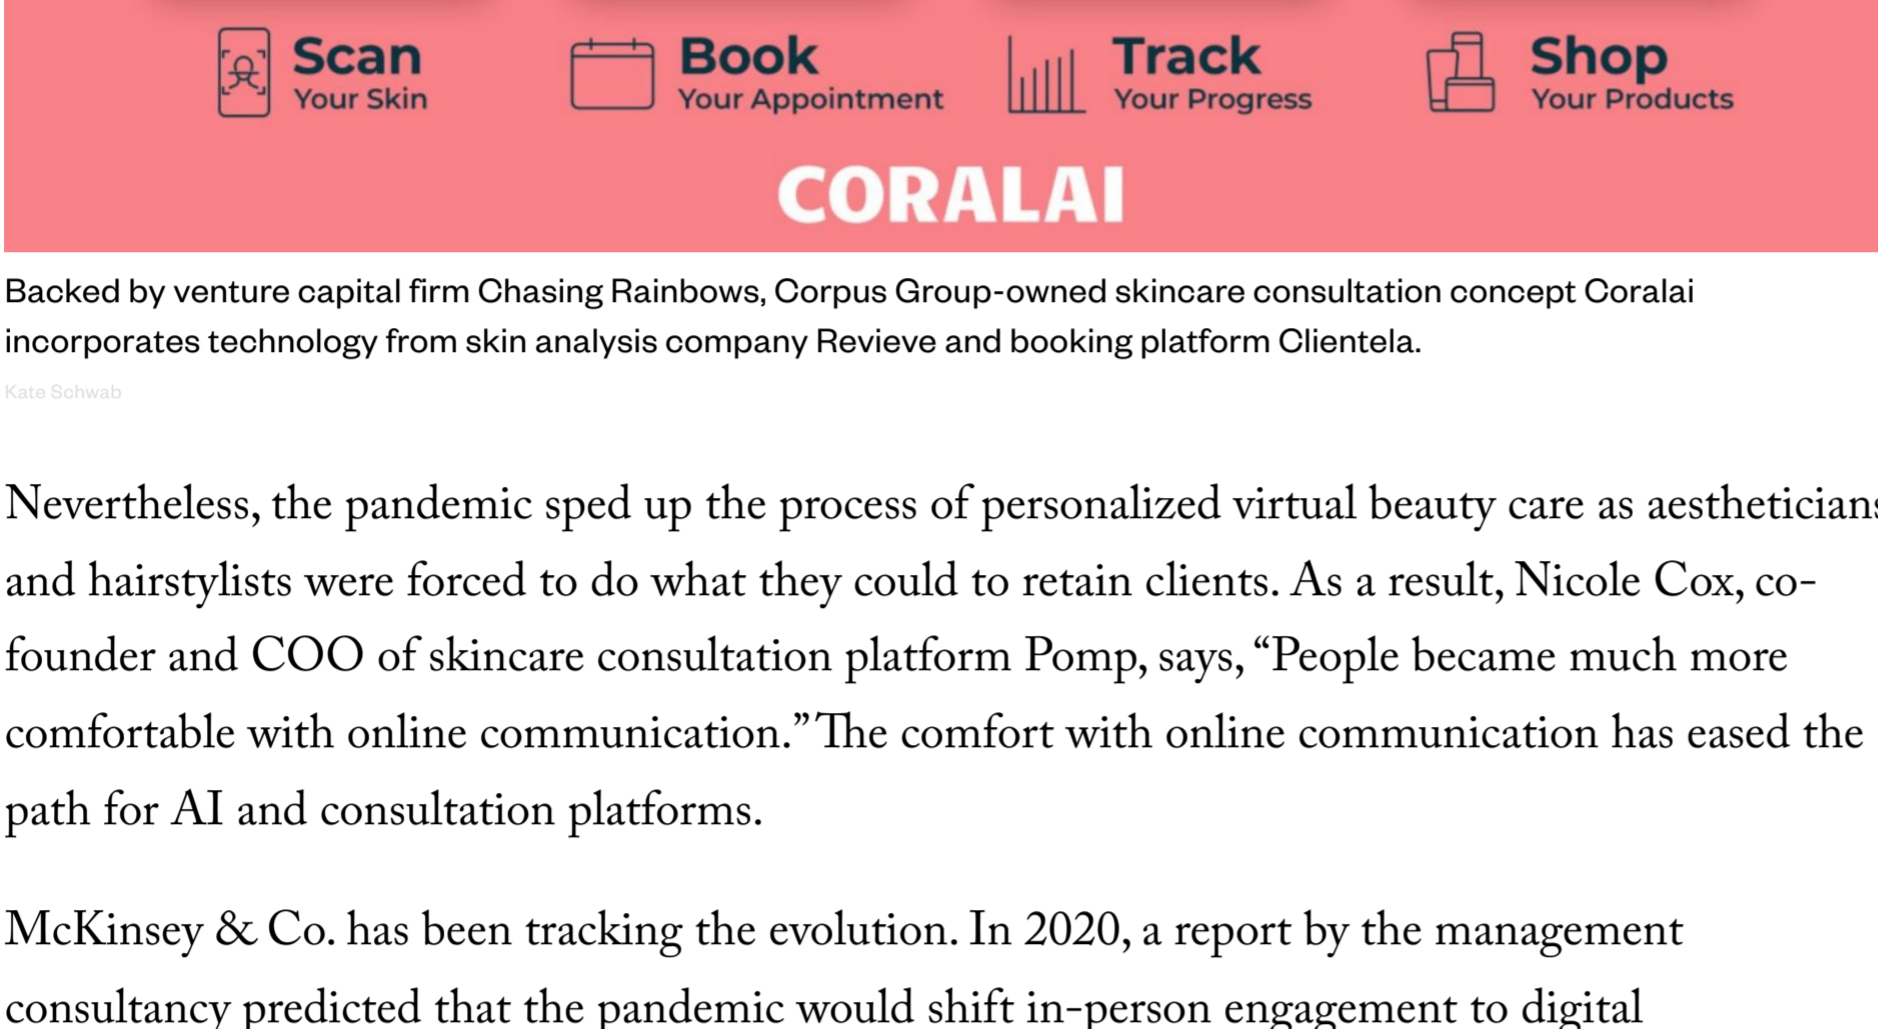 Scan
Your Skin
Book
Your Appointment
Track
Your Progress
Shop
Your Products
CORALAI
Backed by venture capital firm Chasing Rainbows, Corpus Group-owned skincare consultation concept Coralai
incorporates technology from skin analysis company Revieve and booking platform Clientela.
Kate Schwab
Nevertheless, the pandemic sped up the process of personalized virtual beauty care as aestheticians
and hairstylists were forced to do what they could to retain clients. As a result, Nicole Cox, co-
founder and COO of skincare consultation platform Pomp, says, “People became much more
comfortable with online communication.” The comfort with online communication has eased the
path for AI and consultation platforms.
McKinsey & Co. has been tracking the evolution. In 2020, a report by the management
consultancy predicted that the pandemic would shift in-person engagement to digital